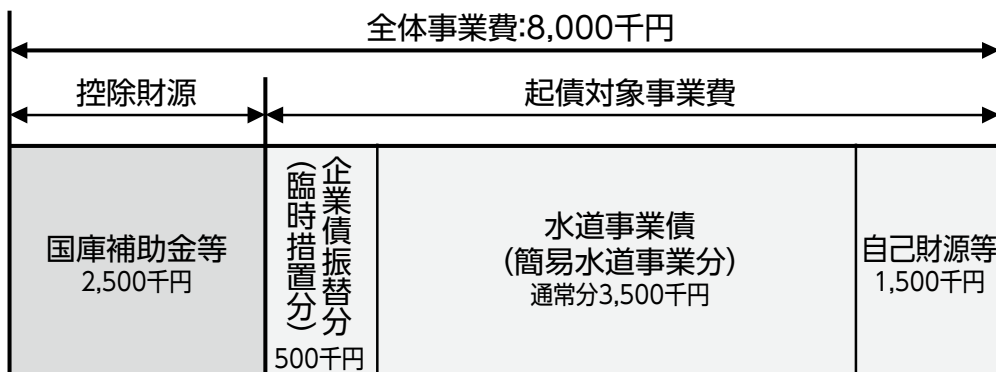 全体事業費:8,000千円
控除財源
起債対象事業費
国庫補助金等
2,500千円
企業債振替分
(臨時措置分)
500千円
水道事業債
(簡易水道事業分)
通常分3,500千円
自己財源等
1,500千円